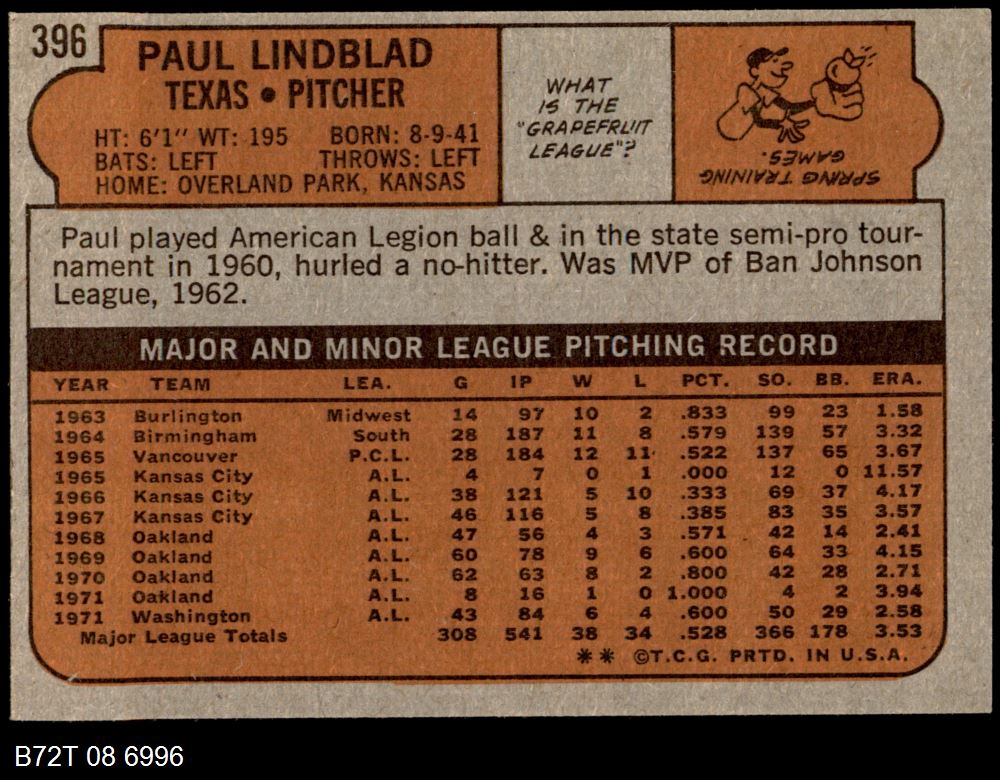 396
PAUL LINDBLAD
TEXAS • PITCHER
HT: 6'1" WT: 195 BORN: 8-9-41
BATS: LEFT THROWS: LEFT
HOME: OVERLAND PARK, KANSAS
WHAT
IS THE
"GRAPEFRUIT
LEAGUE"?
SPRING TRAINING
GAMES.
Paul played American Legion ball & in the state semi-pro tour-
nament in 1960, hurled a no-hitter. Was MVP of Ban Johnson
League, 1962.
MAJOR AND MINOR LEAGUE PITCHING RECORD
YEAR TEAM LEA. G IP W L PCT. SO. BB. ERA.
1963 Burlington Midwest 14 97 10 2 .833 99 23 1.58
1964 Birmingham South 28 187 11 8 .579 139 57 3.32
1965 Vancouver P.C.L. 28 184 12 11 .522 137 65 3.67
1965 Kansas City A.L. 4 7 0 1 .000 12 0 11.57
1966 Kansas City A.L. 38 121 5 10 .333 69 37 4.17
1967 Kansas City A.L. 46 116 5 8 .385 83 35 3.57
1968 Oakland A.L. 47 56 4 3 .571 42 14 2.41
1969 Oakland A.L. 60 78 9 6 .600 64 33 4.15
1970 Oakland A.L. 62 63 8 2 .800 42 28 2.71
1971 Oakland A.L. 8 16 1 0 1.000 4 2 3.94
1971 Washington A.L. 43 84 6 4 .600 50 29 2.58
Major League Totals 308 541 38 34 .528 366 178 3.53
** ©T.C.G. PRTD. IN U.S.A.
B72T 08 6996